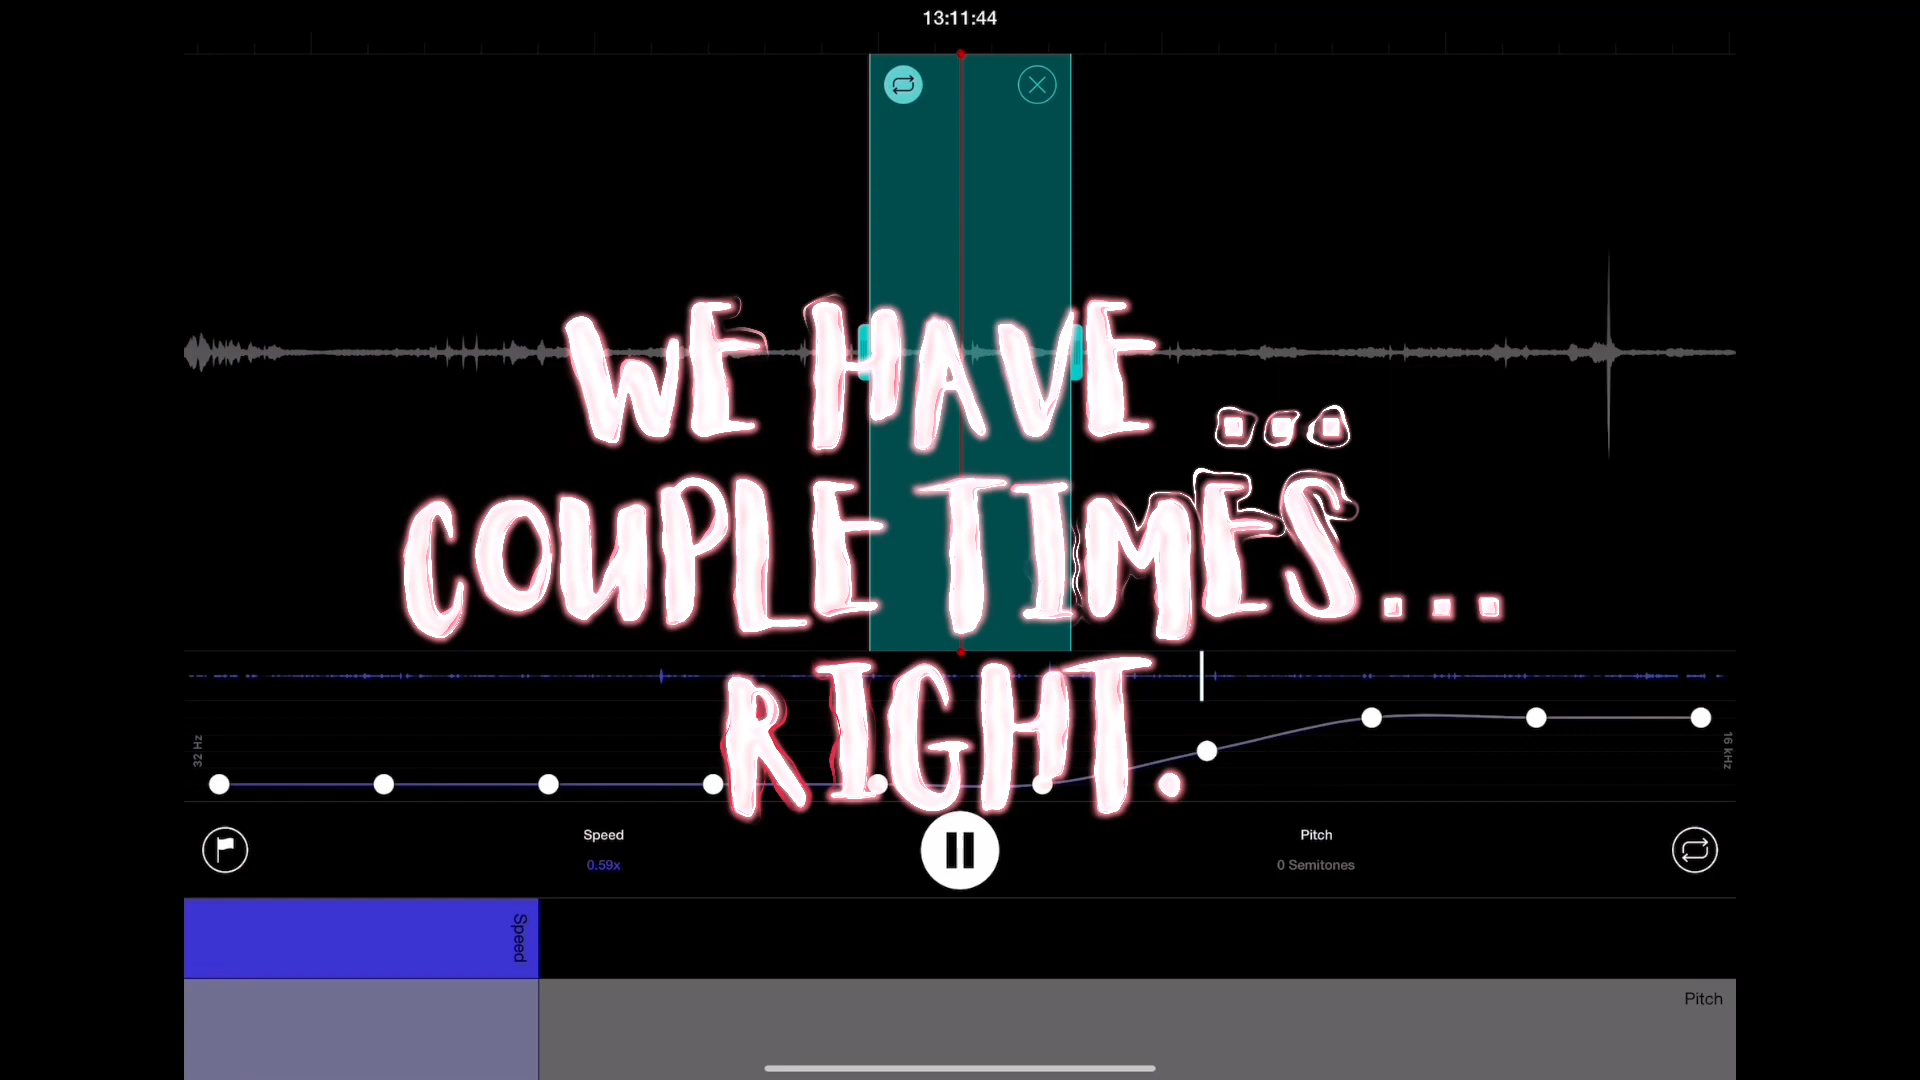 13:11:44
WE HAVE ...
COUPLE TIMES...
RIGHT.
32 Hz
16 kHz
Speed
0.59x
Pitch
0 Semitones
Speed
Pitch